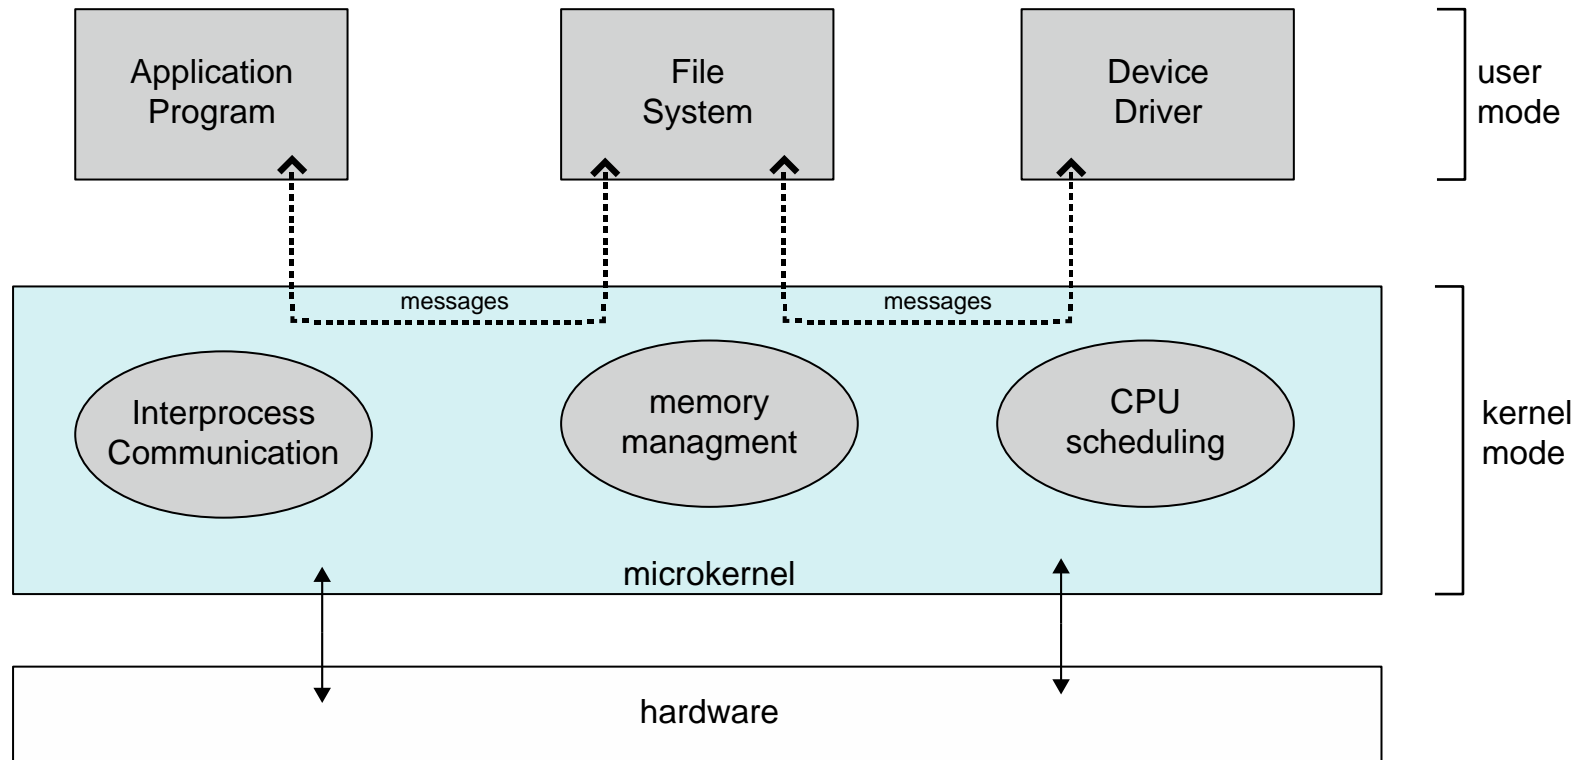 Application
Program
File
System
Device
Driver
user
mode
messages
messages
Interprocess
Communication
memory
managment
CPU
scheduling
kernel
mode
microkernel
hardware